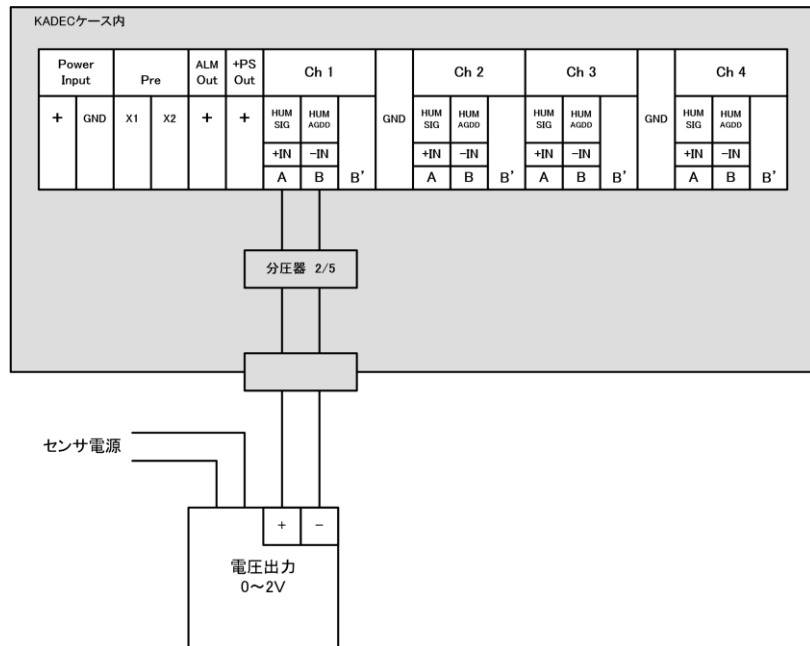 KADECケース内
Power Input Pre ALM Out +PS Out Ch 1 GND Ch 2 Ch 3 GND Ch 4
+ GND X1 X2 + + HUM SIG HUM AGDD HUM SIG HUM AGDD HUM SIG HUM AGDD HUM SIG HUM AGDD
+IN −IN +IN −IN +IN −IN +IN −IN
A B B' A B B' A B B' A B B'
分圧器 2/5
センサ電源
+ −
電圧出力
0～2V